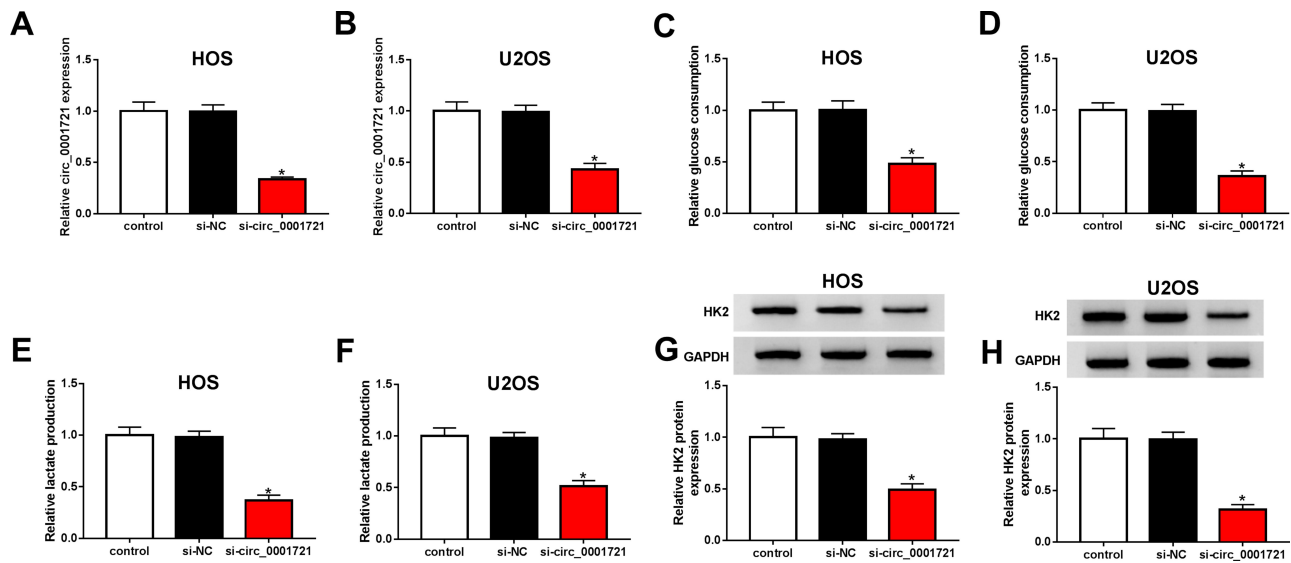 A
HOS
Relative circ_0001721 expression
1.5
1.0
0.5
0.0
*
control si-NC si-circ_0001721
B
U2OS
Relative circ_0001721 expression
1.5
1.0
0.5
0.0
*
control si-NC si-circ_0001721
C
HOS
Relative glucose consumption
1.5
1.0
0.5
0.0
*
control si-NC si-circ_0001721
D
U2OS
Relative glucose consumption
1.5
1.0
0.5
0.0
*
control si-NC si-circ_0001721
E
HOS
Relative lactate production
1.5
1.0
0.5
0.0
*
control si-NC si-circ_0001721
F
U2OS
Relative lactate production
1.5
1.0
0.5
0.0
*
control si-NC si-circ_0001721
G
HOS
HK2
GAPDH
Relative HK2 protein
expression
1.5
1.0
0.5
0.0
*
control si-NC si-circ_0001721
H
U2OS
HK2
GAPDH
Relative HK2 protein
expression
1.5
1.0
0.5
0.0
*
control si-NC si-circ_0001721